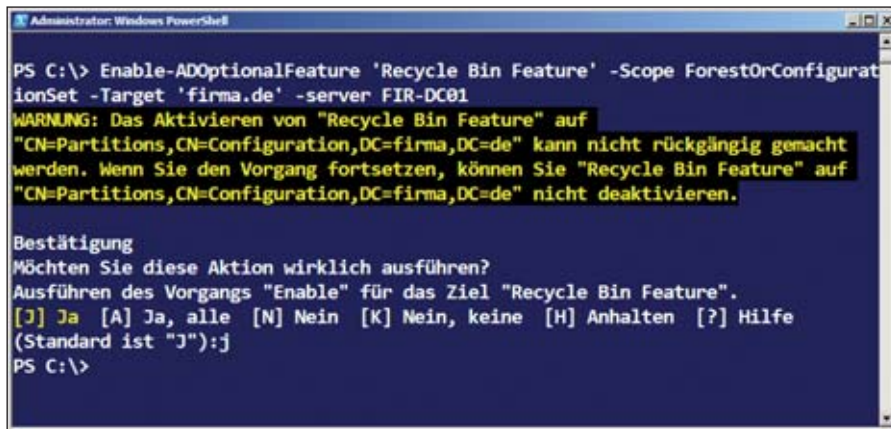 Administrator: Windows PowerShell
PS C:\> Enable-ADOptionalFeature 'Recycle Bin Feature' -Scope ForestOrConfigurat
ionSet -Target 'firma.de' -server FIR-DC01
WARNUNG: Das Aktivieren von "Recycle Bin Feature" auf
"CN=Partitions,CN=Configuration,DC=firma,DC=de" kann nicht rückgängig gemacht
werden. Wenn Sie den Vorgang fortsetzen, können Sie "Recycle Bin Feature" auf
"CN=Partitions,CN=Configuration,DC=firma,DC=de" nicht deaktivieren.
Bestätigung
Möchten Sie diese Aktion wirklich ausführen?
Ausführen des Vorgangs "Enable" für das Ziel "Recycle Bin Feature".
[J] Ja  [A] Ja, alle  [N] Nein  [K] Nein, keine  [H] Anhalten  [?] Hilfe
(Standard ist "J"):j
PS C:\>